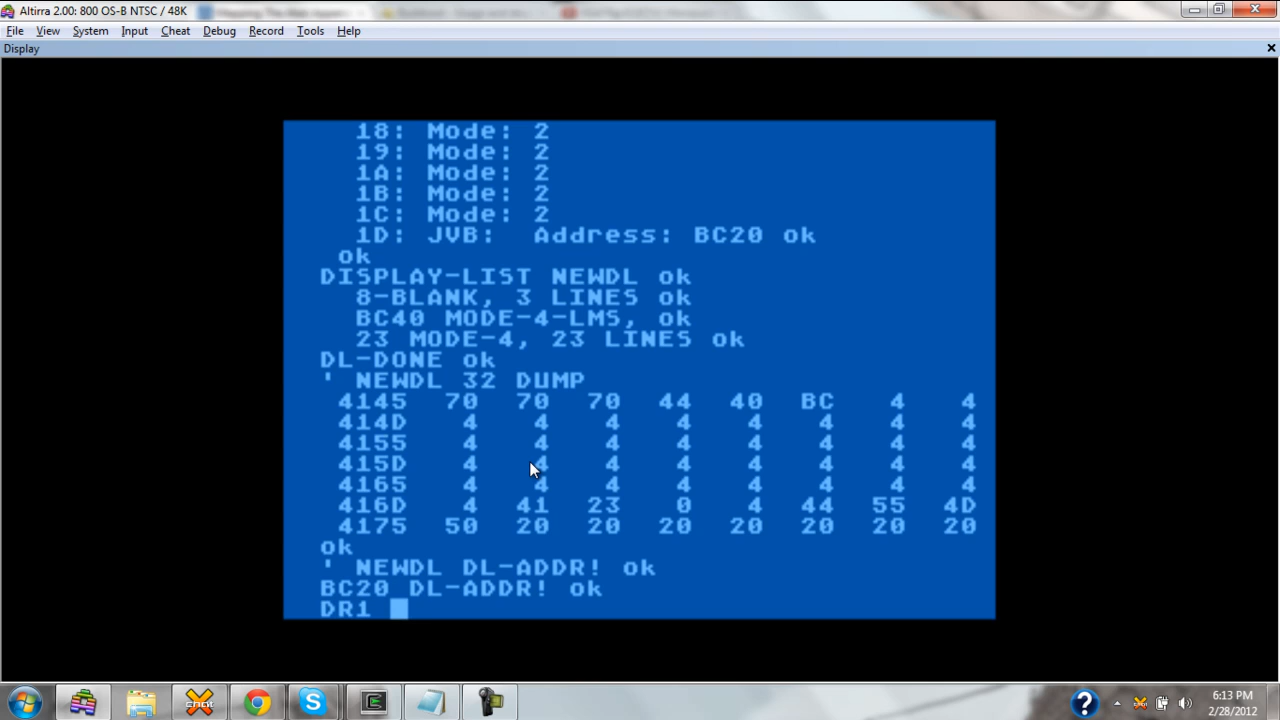 Altirra 2.00: 800 OS-B NTSC / 48K
File View System Input Cheat Debug Record Tools Help
Display
18: Mode: 2
19: Mode: 2
1A: Mode: 2
1B: Mode: 2
1C: Mode: 2
1D: JVB: Address: BC20 ok
ok
DISPLAY-LIST NEWDL ok
8-BLANK, 3 LINES ok
BC40 MODE-4-LMS, ok
23 MODE-4, 23 LINES ok
DL-DONE ok
' NEWDL 32 DUMP
4145 70 70 70 44 40 BC 4 4
414D 4 4 4 4 4 4 4 4
4155 4 4 4 4 4 4 4 4
415D 4 4 4 4 4 4 4 4
4165 4 4 4 4 4 4 4 4
416D 4 41 23 0 4 44 55 4D
4175 50 20 20 20 20 20 20 20
ok
' NEWDL DL-ADDR! ok
BC20 DL-ADDR! ok
DR1
6:13 PM
2/28/2012